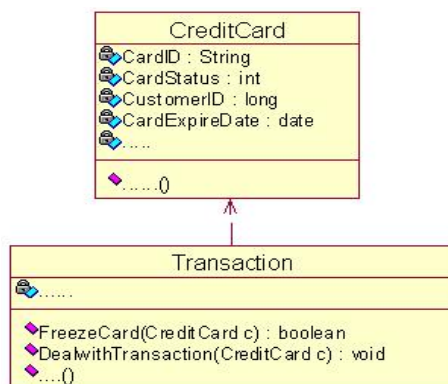 CreditCard
CardID : String
CardStatus : int
CustomerID : long
CardExpireDate : date
.....
......()
Transaction
......
FreezeCard(CreditCard c) : boolean
DealwithTransaction(CreditCard c) : void
....()